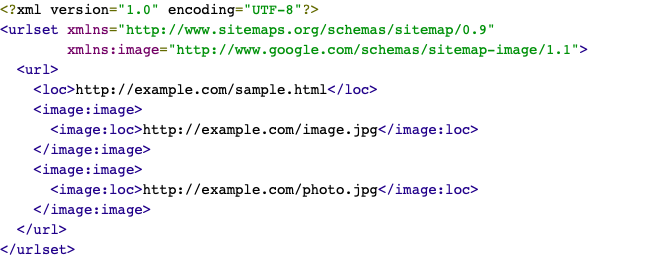 <?xml version="1.0" encoding="UTF-8"?>
<urlset xmlns="http://www.sitemaps.org/schemas/sitemap/0.9"
        xmlns:image="http://www.google.com/schemas/sitemap-image/1.1">
  <url>
    <loc>http://example.com/sample.html</loc>
    <image:image>
      <image:loc>http://example.com/image.jpg</image:loc>
    </image:image>
    <image:image>
      <image:loc>http://example.com/photo.jpg</image:loc>
    </image:image>
  </url>
</urlset>